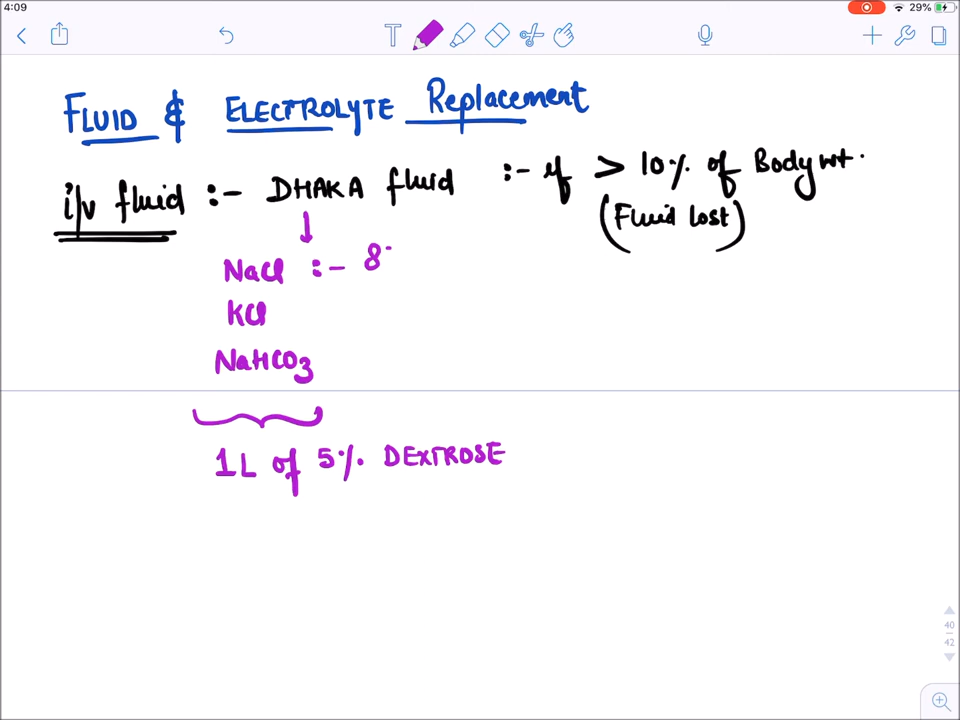 4:09
29%
FLUID & ELECTROLYTE Replacement
i/v fluid :- DHAKA fluid :- if > 10% of Body wt.
(Fluid lost)
NaCl :- 8
KCl
NaHCO3
1L of 5% DEXTROSE
40
42